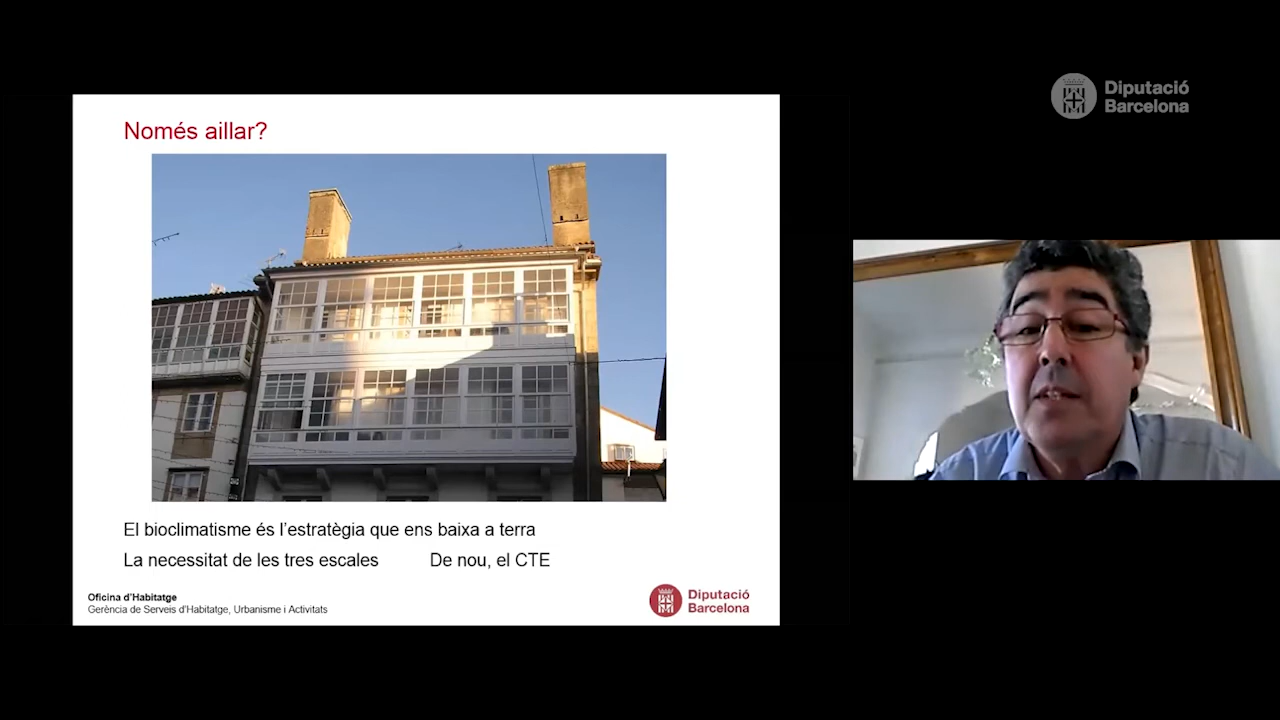 Diputació
Barcelona
Només aillar?
El bioclimatisme és l'estratègia que ens baixa a terra
La necessitat de les tres escales De nou, el CTE
Oficina d'Habitatge
Gerència de Serveis d'Habitatge, Urbanisme i Activitats
Diputació
Barcelona